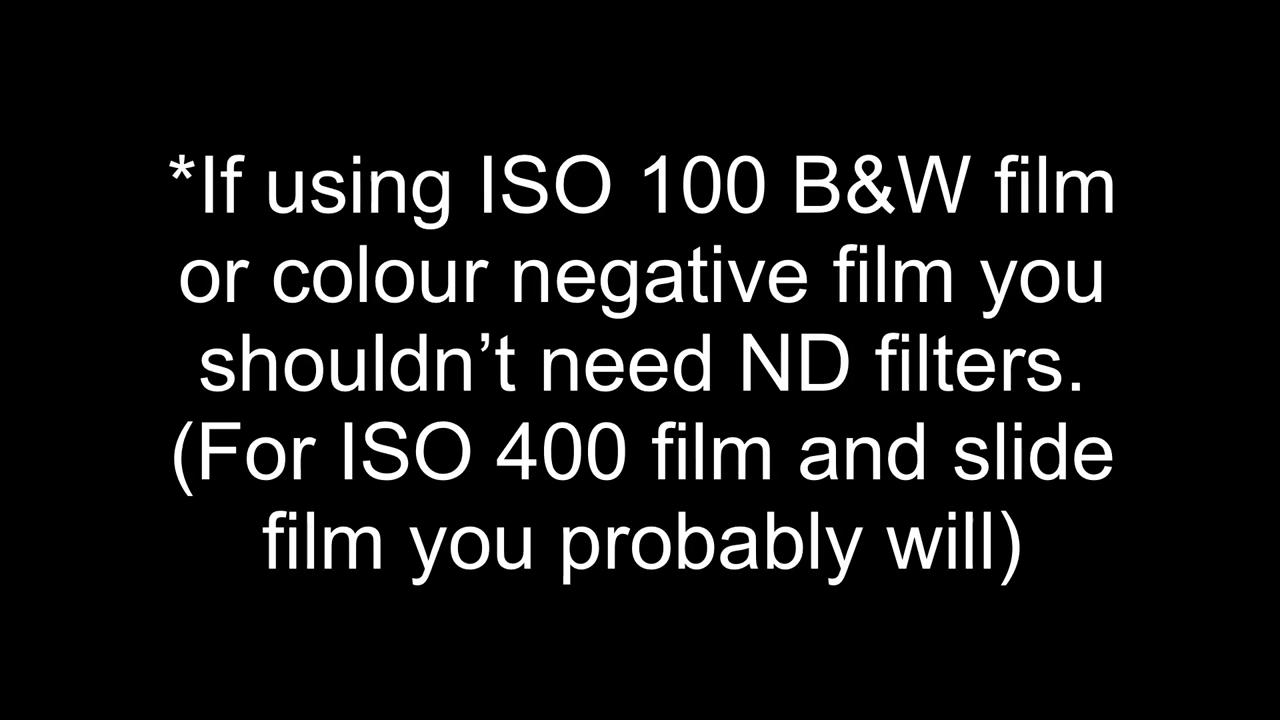 *If using ISO 100 B&W film
or colour negative film you
shouldn’t need ND filters.
(For ISO 400 film and slide
film you probably will)